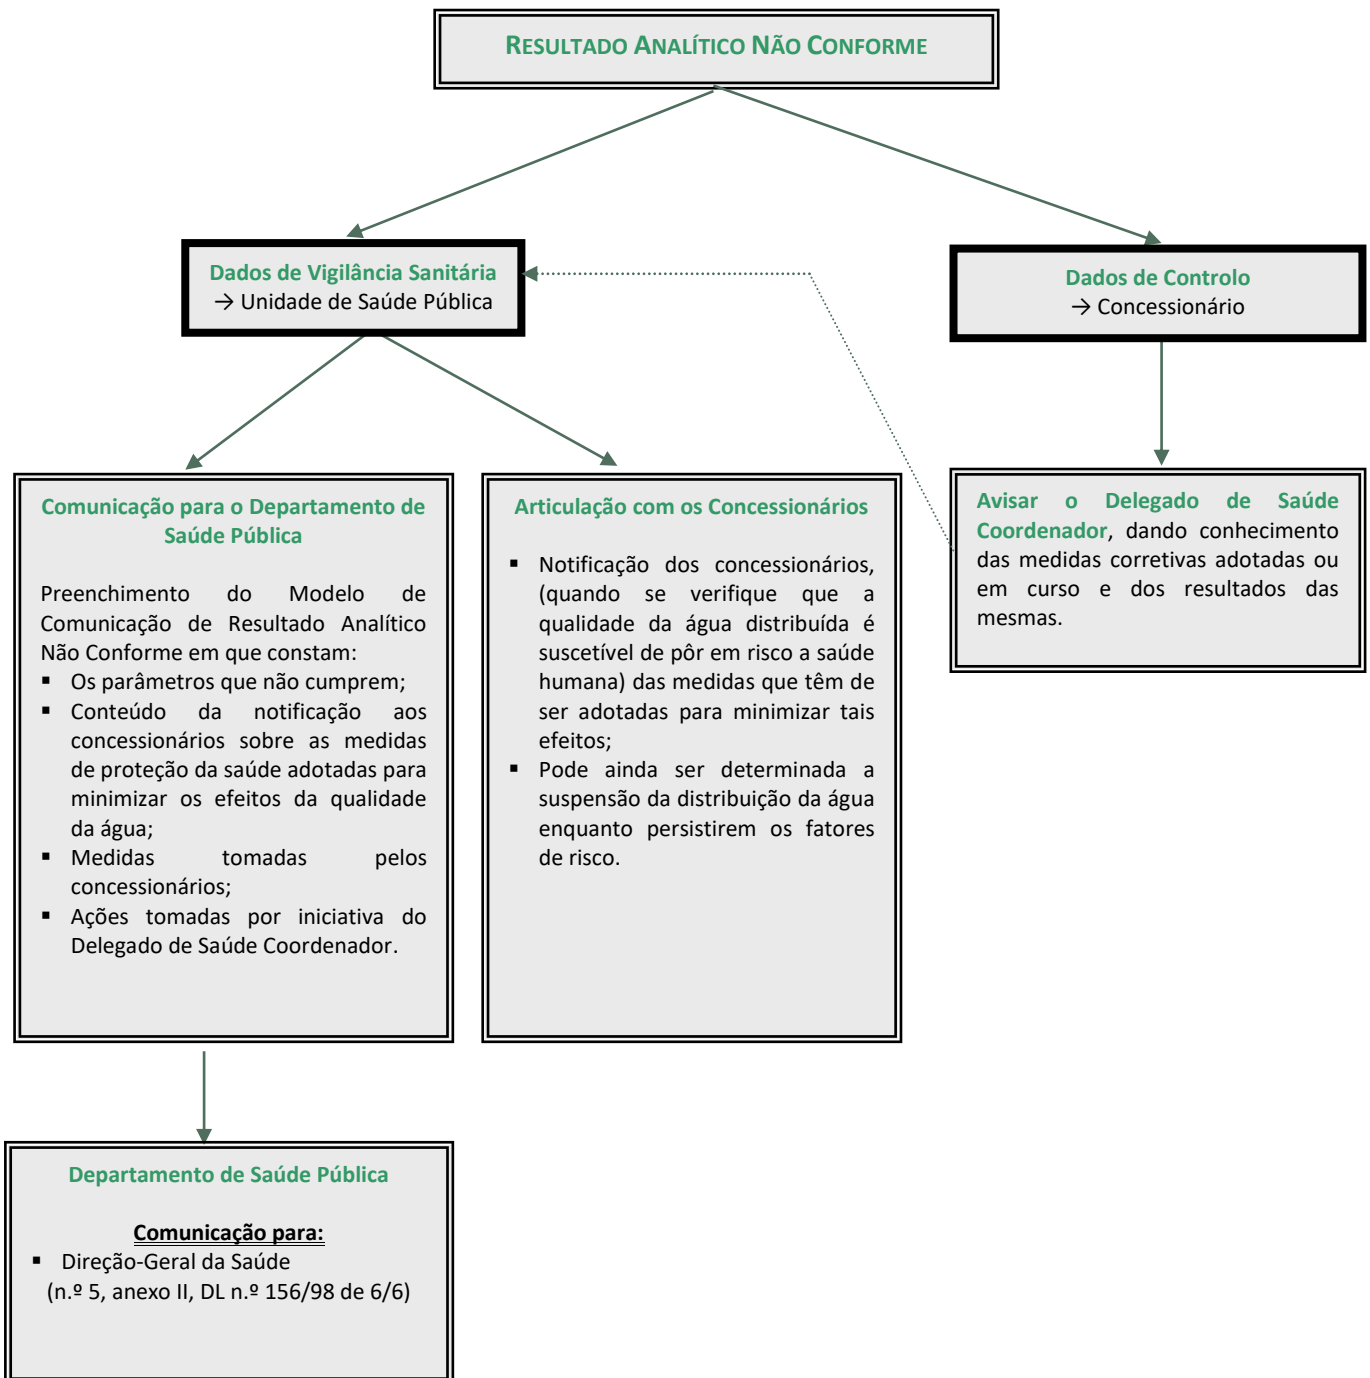 RESULTADO ANALÍTICO NÃO CONFORME
Dados de Vigilância Sanitária
→ Unidade de Saúde Pública
Dados de Controlo
→ Concessionário
Comunicação para o Departamento de
Saúde Pública
Preenchimento do Modelo de
Comunicação de Resultado Analítico
Não Conforme em que constam:
▪ Os parâmetros que não cumprem;
▪ Conteúdo da notificação aos
concessionários sobre as medidas
de proteção da saúde adotadas para
minimizar os efeitos da qualidade
da água;
▪ Medidas tomadas pelos
concessionários;
▪ Ações tomadas por iniciativa do
Delegado de Saúde Coordenador.
Articulação com os Concessionários
▪ Notificação dos concessionários,
(quando se verifique que a
qualidade da água distribuída é
suscetível de pôr em risco a saúde
humana) das medidas que têm de
ser adotadas para minimizar tais
efeitos;
▪ Pode ainda ser determinada a
suspensão da distribuição da água
enquanto persistirem os fatores
de risco.
Avisar o Delegado de Saúde
Coordenador, dando conhecimento
das medidas corretivas adotadas ou
em curso e dos resultados das
mesmas.
Departamento de Saúde Pública
Comunicação para:
▪ Direção-Geral da Saúde
(n.º 5, anexo II, DL n.º 156/98 de 6/6)